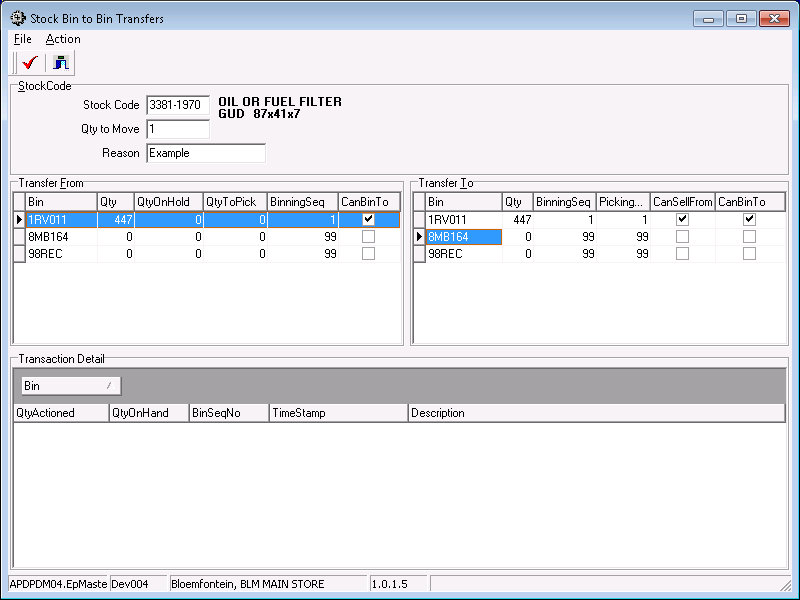 Stock Bin to Bin Transfers
File Action
StockCode
Stock Code 3381-1970 OIL OR FUEL FILTER
GUD 87x41x7
Qty to Move 1
Reason Example
Transfer From
Bin Qty QtyOnHold QtyToPick BinningSeq CanBinTo
1RV011 447 0 0 1
8MB164 0 0 0 99
98REC 0 0 0 99
Transfer To
Bin Qty BinningSeq Picking... CanSellFrom CanBinTo
1RV011 447 1 1
8MB164 0 99 99
98REC 0 99 99
Transaction Detail
Bin
QtyActioned QtyOnHand BinSeqNo TimeStamp Description
APDPDM04.EpMaste Dev004 Bloemfontein, BLM MAIN STORE 1.0.1.5